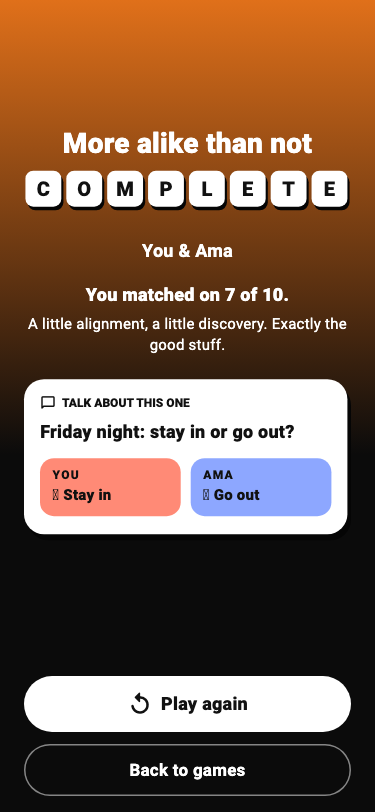 More alike than not
COMPLETE
You & Ama
You matched on 7 of 10.
A little alignment, a little discovery. Exactly the
good stuff.
TALK ABOUT THIS ONE
Friday night: stay in or go out?
YOU
Stay in
AMA
Go out
Play again
Back to games